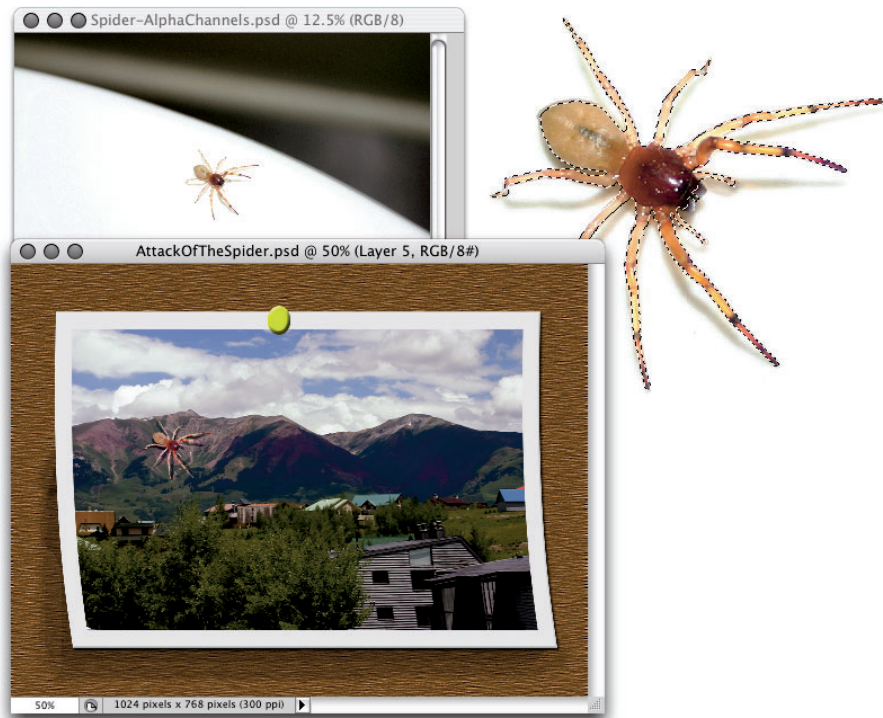 Spider-AlphaChannels.psd @ 12.5% (RGB/8)
AttackOfTheSpider.psd @ 50% (Layer 5, RGB/8#)
50%
1024 pixels x 768 pixels (300 ppi)